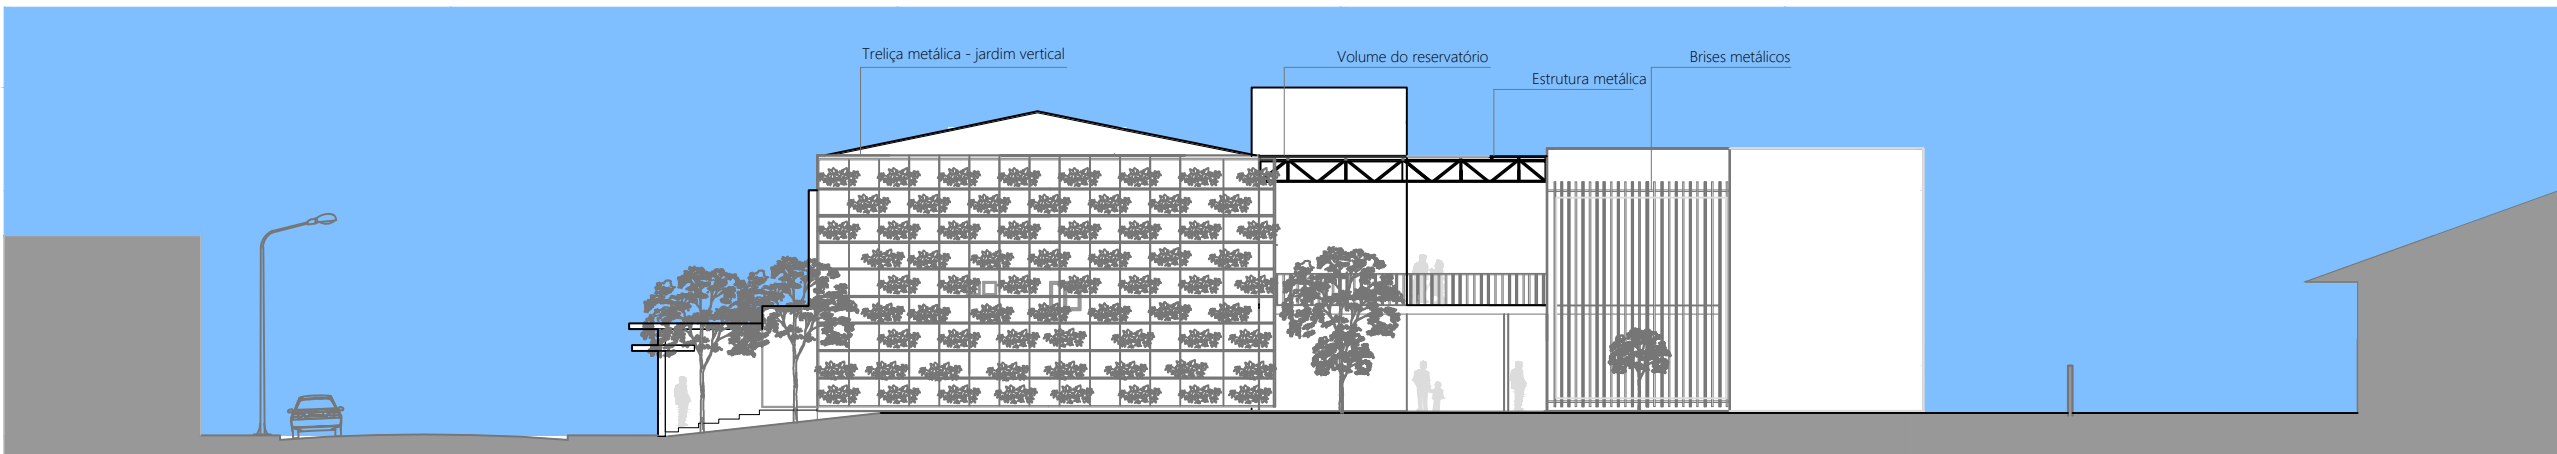 Treliça metálica - jardim vertical
Volume do reservatório
Estrutura metálica
Brises metálicos